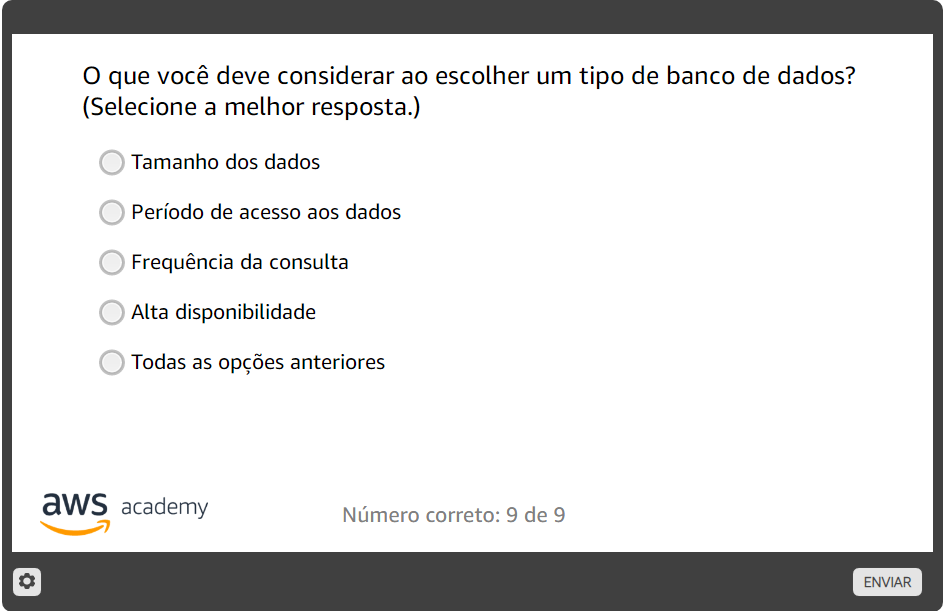 O que você deve considerar ao escolher um tipo de banco de dados?
(Selecione a melhor resposta.)
Tamanho dos dados
Período de acesso aos dados
Frequência da consulta
Alta disponibilidade
Todas as opções anteriores
aws academy
Número correto: 9 de 9
ENVIAR